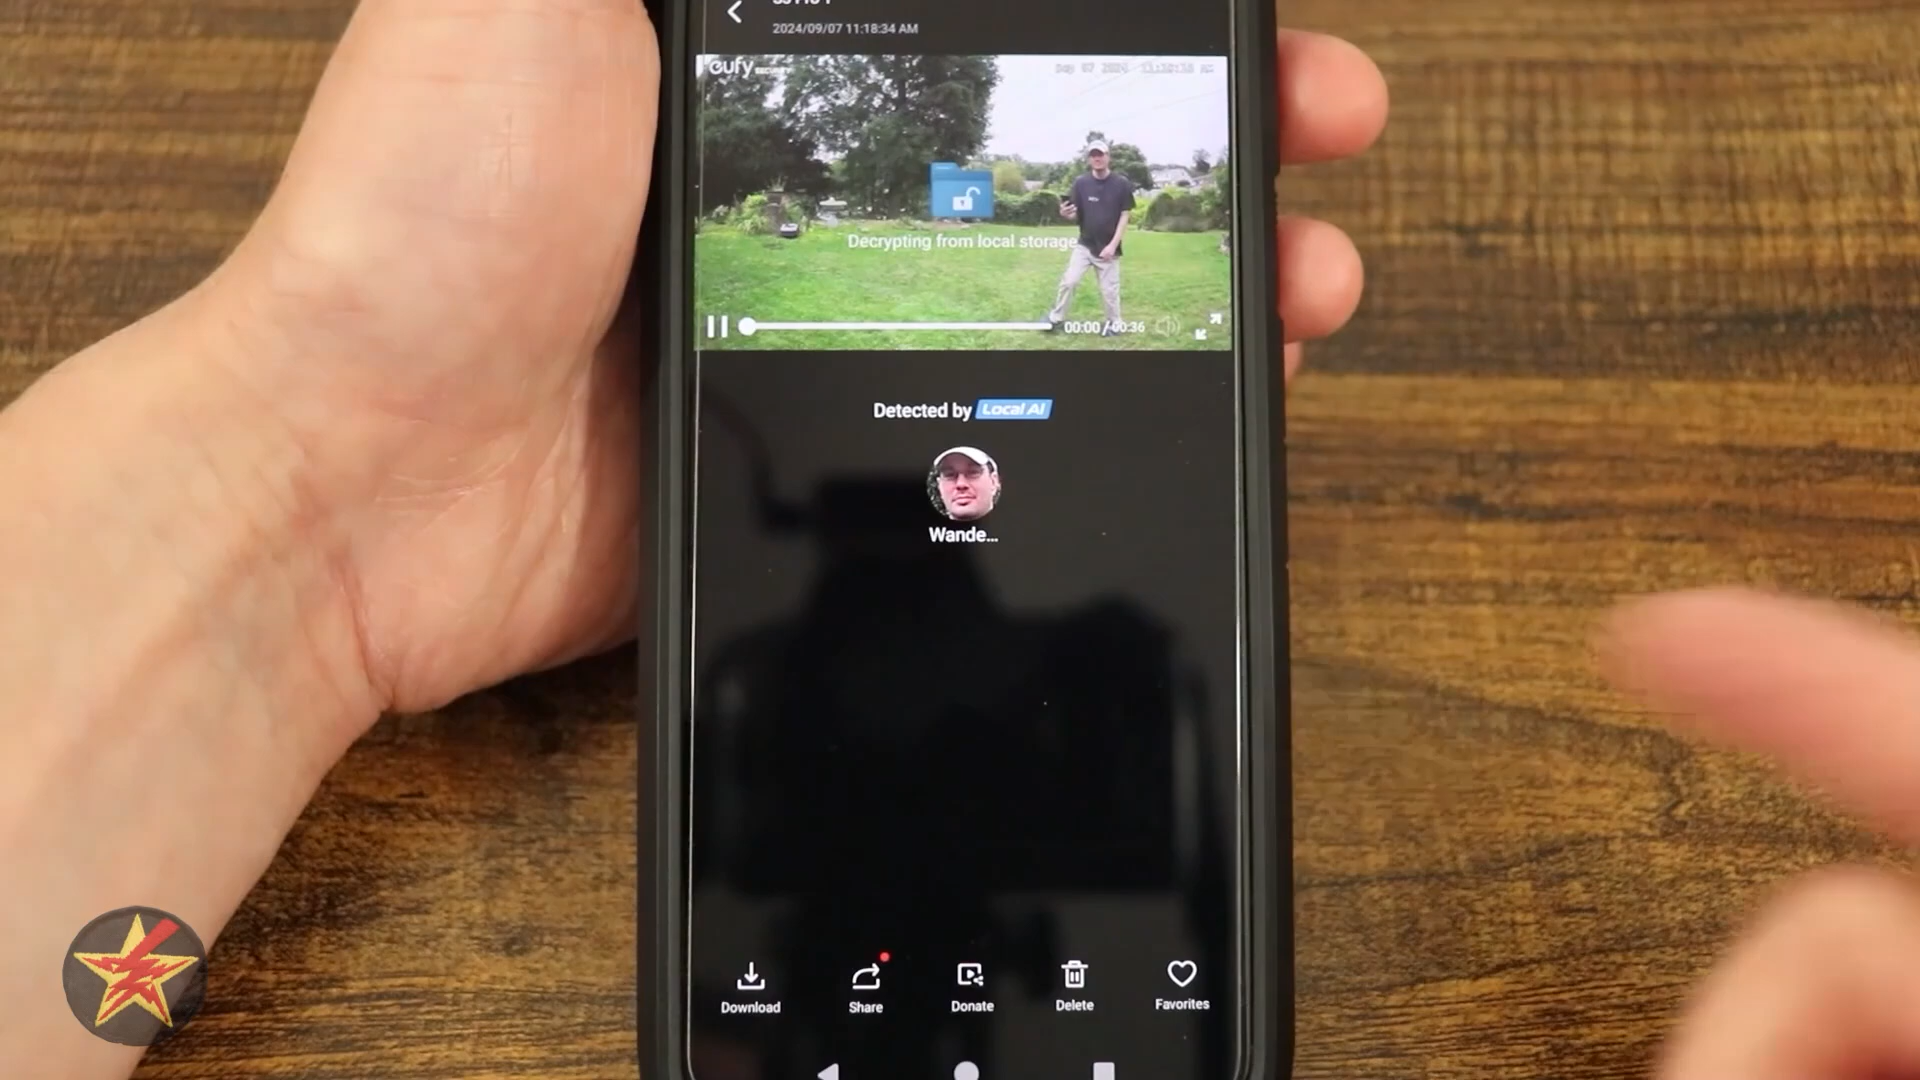 2024/09/07 11:18:34 AM
eufy SECURITY
Decrypting from local storage
00:00 / 00:36
Detected by Local AI
Wande...
Download
Share
Donate
Delete
Favorites